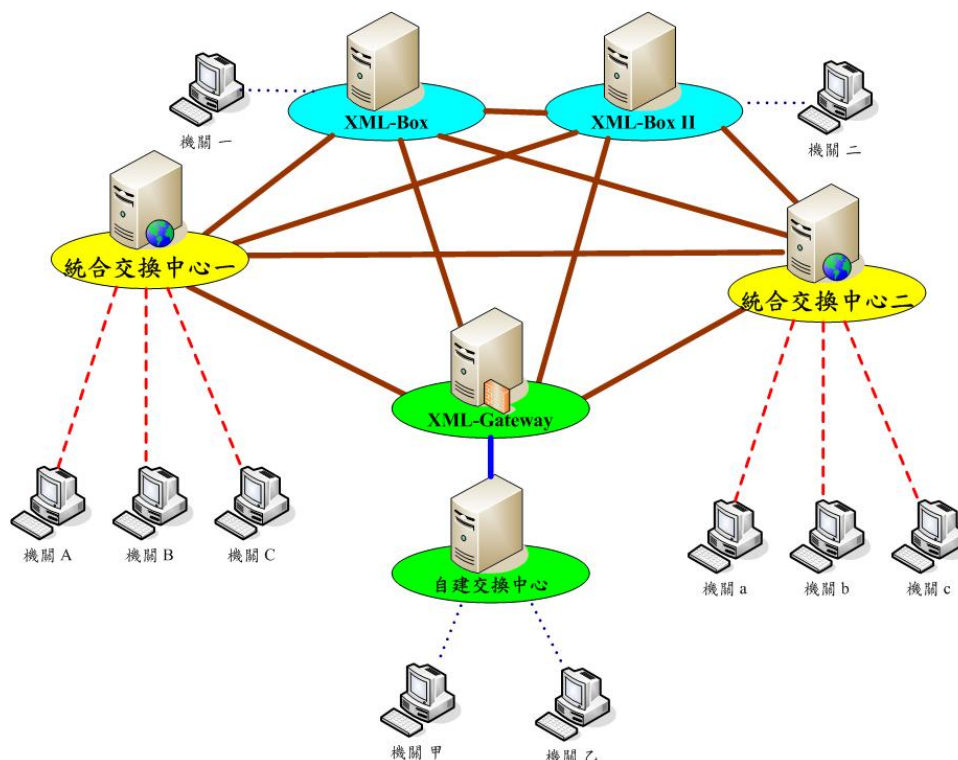 XML-Box
XML-Box II
機關 一
機關 二
統合交換中心一
統合交換中心二
XML-Gateway
機關 A
機關 B
機關 C
自建交換中心
機關 a
機關 b
機關 c
機關 甲
機關 乙